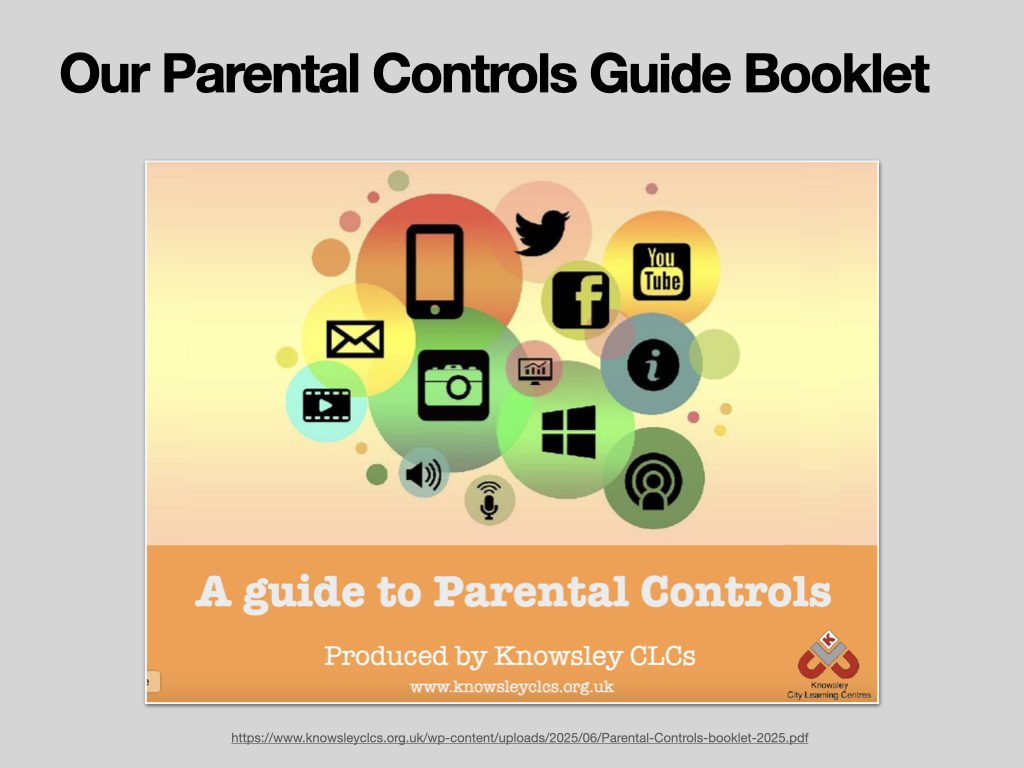 Our Parental Controls Guide Booklet
You
Tube
f
i
A guide to Parental Controls
Produced by Knowsley CLCs
www.knowsleyclcs.org.uk
e
K
Knowsley
City Learning Centres
https://www.knowsleyclcs.org.uk/wp-content/uploads/2025/06/Parental-Controls-booklet-2025.pdf